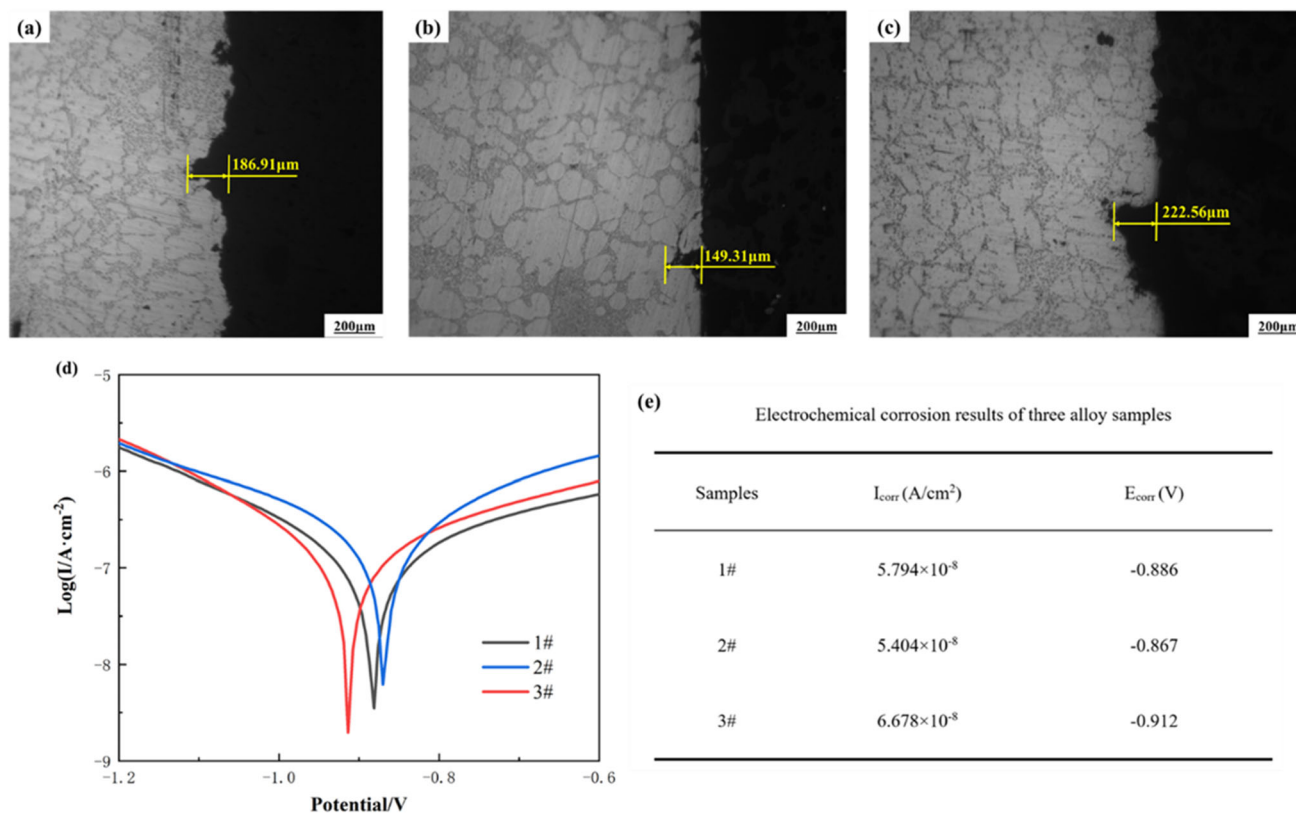 (a)
186.91μm
200μm
(b)
149.31μm
200μm
(c)
222.56μm
200μm
(d)
-5
-6
-7
-8
-9
Log(I/A·cm⁻²)
1#
2#
3#
-1.2
-1.0
-0.8
-0.6
Potential/V
(e)
Electrochemical corrosion results of three alloy samples
Samples I_corr (A/cm²) E_corr (V)
1# 5.794×10⁻⁸ -0.886
2# 5.404×10⁻⁸ -0.867
3# 6.678×10⁻⁸ -0.912